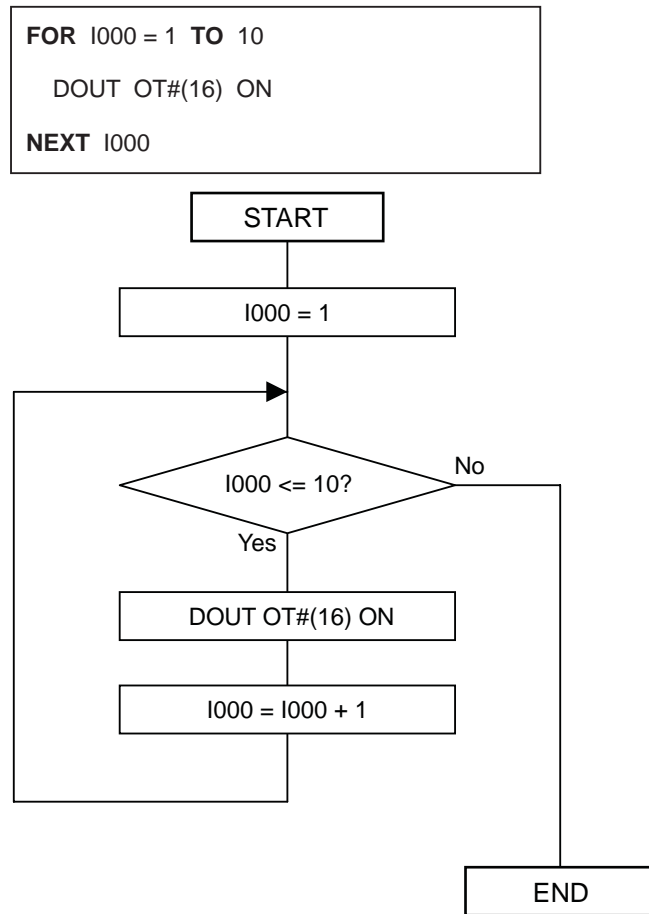 FOR I000 = 1 TO 10
DOUT OT#(16) ON
NEXT I000
START
I000 = 1
I000 <= 10?
No
Yes
DOUT OT#(16) ON
I000 = I000 + 1
END